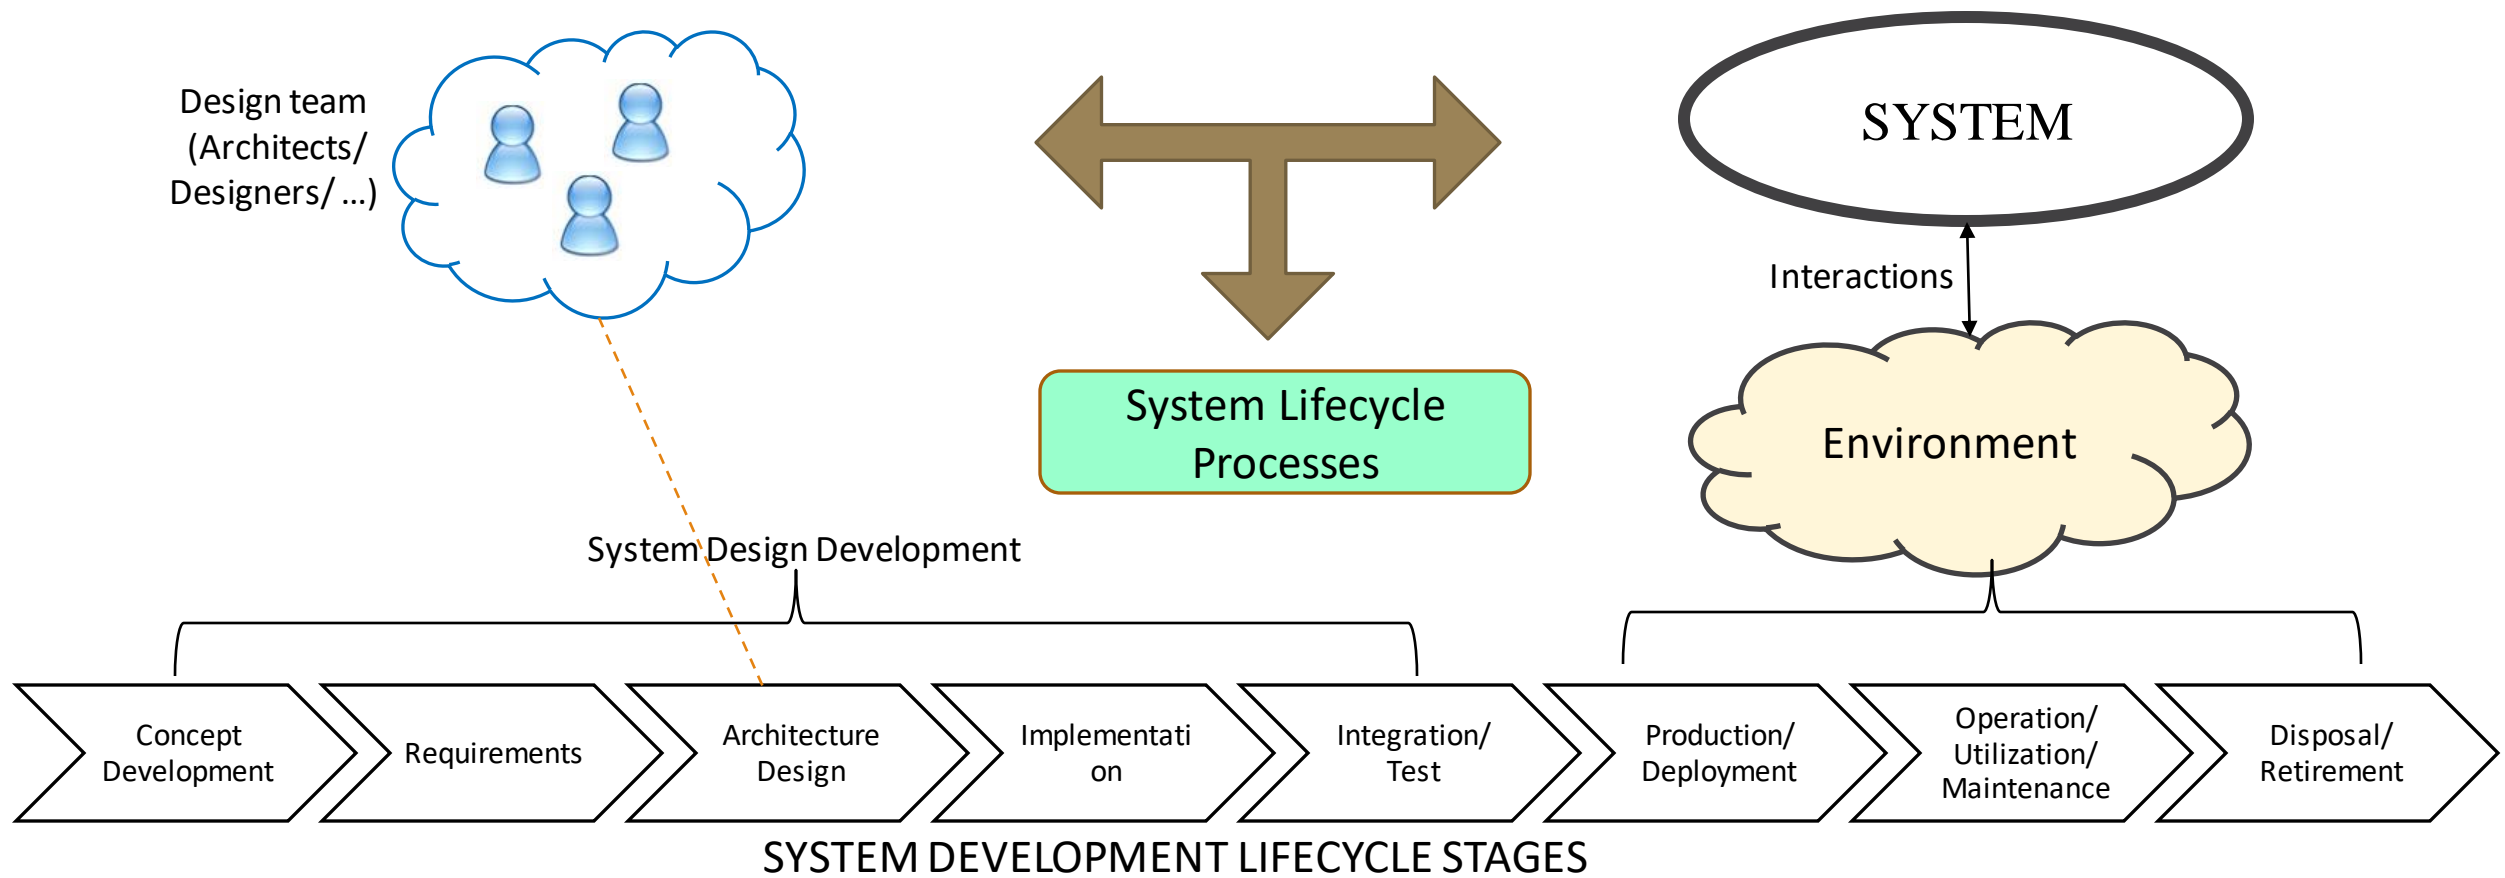 Design team
(Architects/
Designers/ ...)
SYSTEM
Interactions
System Lifecycle
Processes
Environment
System Design Development
Concept
Development
Requirements
Architecture
Design
Implementati
on
Integration/
Test
Production/
Deployment
Operation/
Utilization/
Maintenance
Disposal/
Retirement
SYSTEM DEVELOPMENT LIFECYCLE STAGES